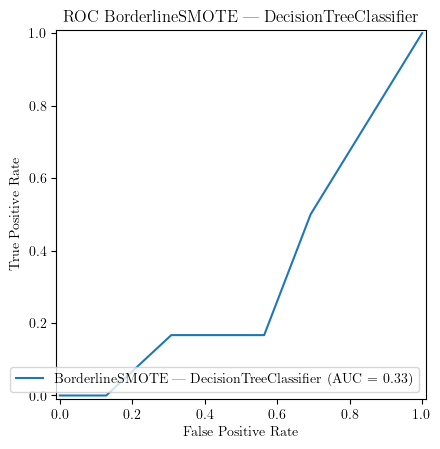 ROC BorderlineSMOTE — DecisionTreeClassifier
1.0
0.8
0.6
0.4
0.2
0.0
True Positive Rate
BorderlineSMOTE — DecisionTreeClassifier (AUC = 0.33)
0.0 0.2 0.4 0.6 0.8 1.0
False Positive Rate